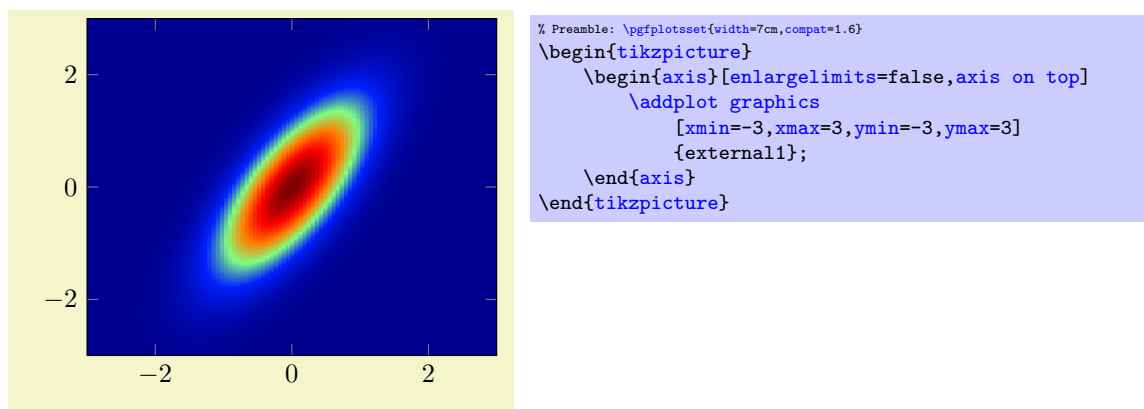 2
0
−2
−2
0
2
% Preamble: \pgfplotsset{width=7cm,compat=1.6}
\begin{tikzpicture}
    \begin{axis}[enlargelimits=false,axis on top]
        \addplot graphics
            [xmin=-3,xmax=3,ymin=-3,ymax=3]
            {external1};
    \end{axis}
\end{tikzpicture}